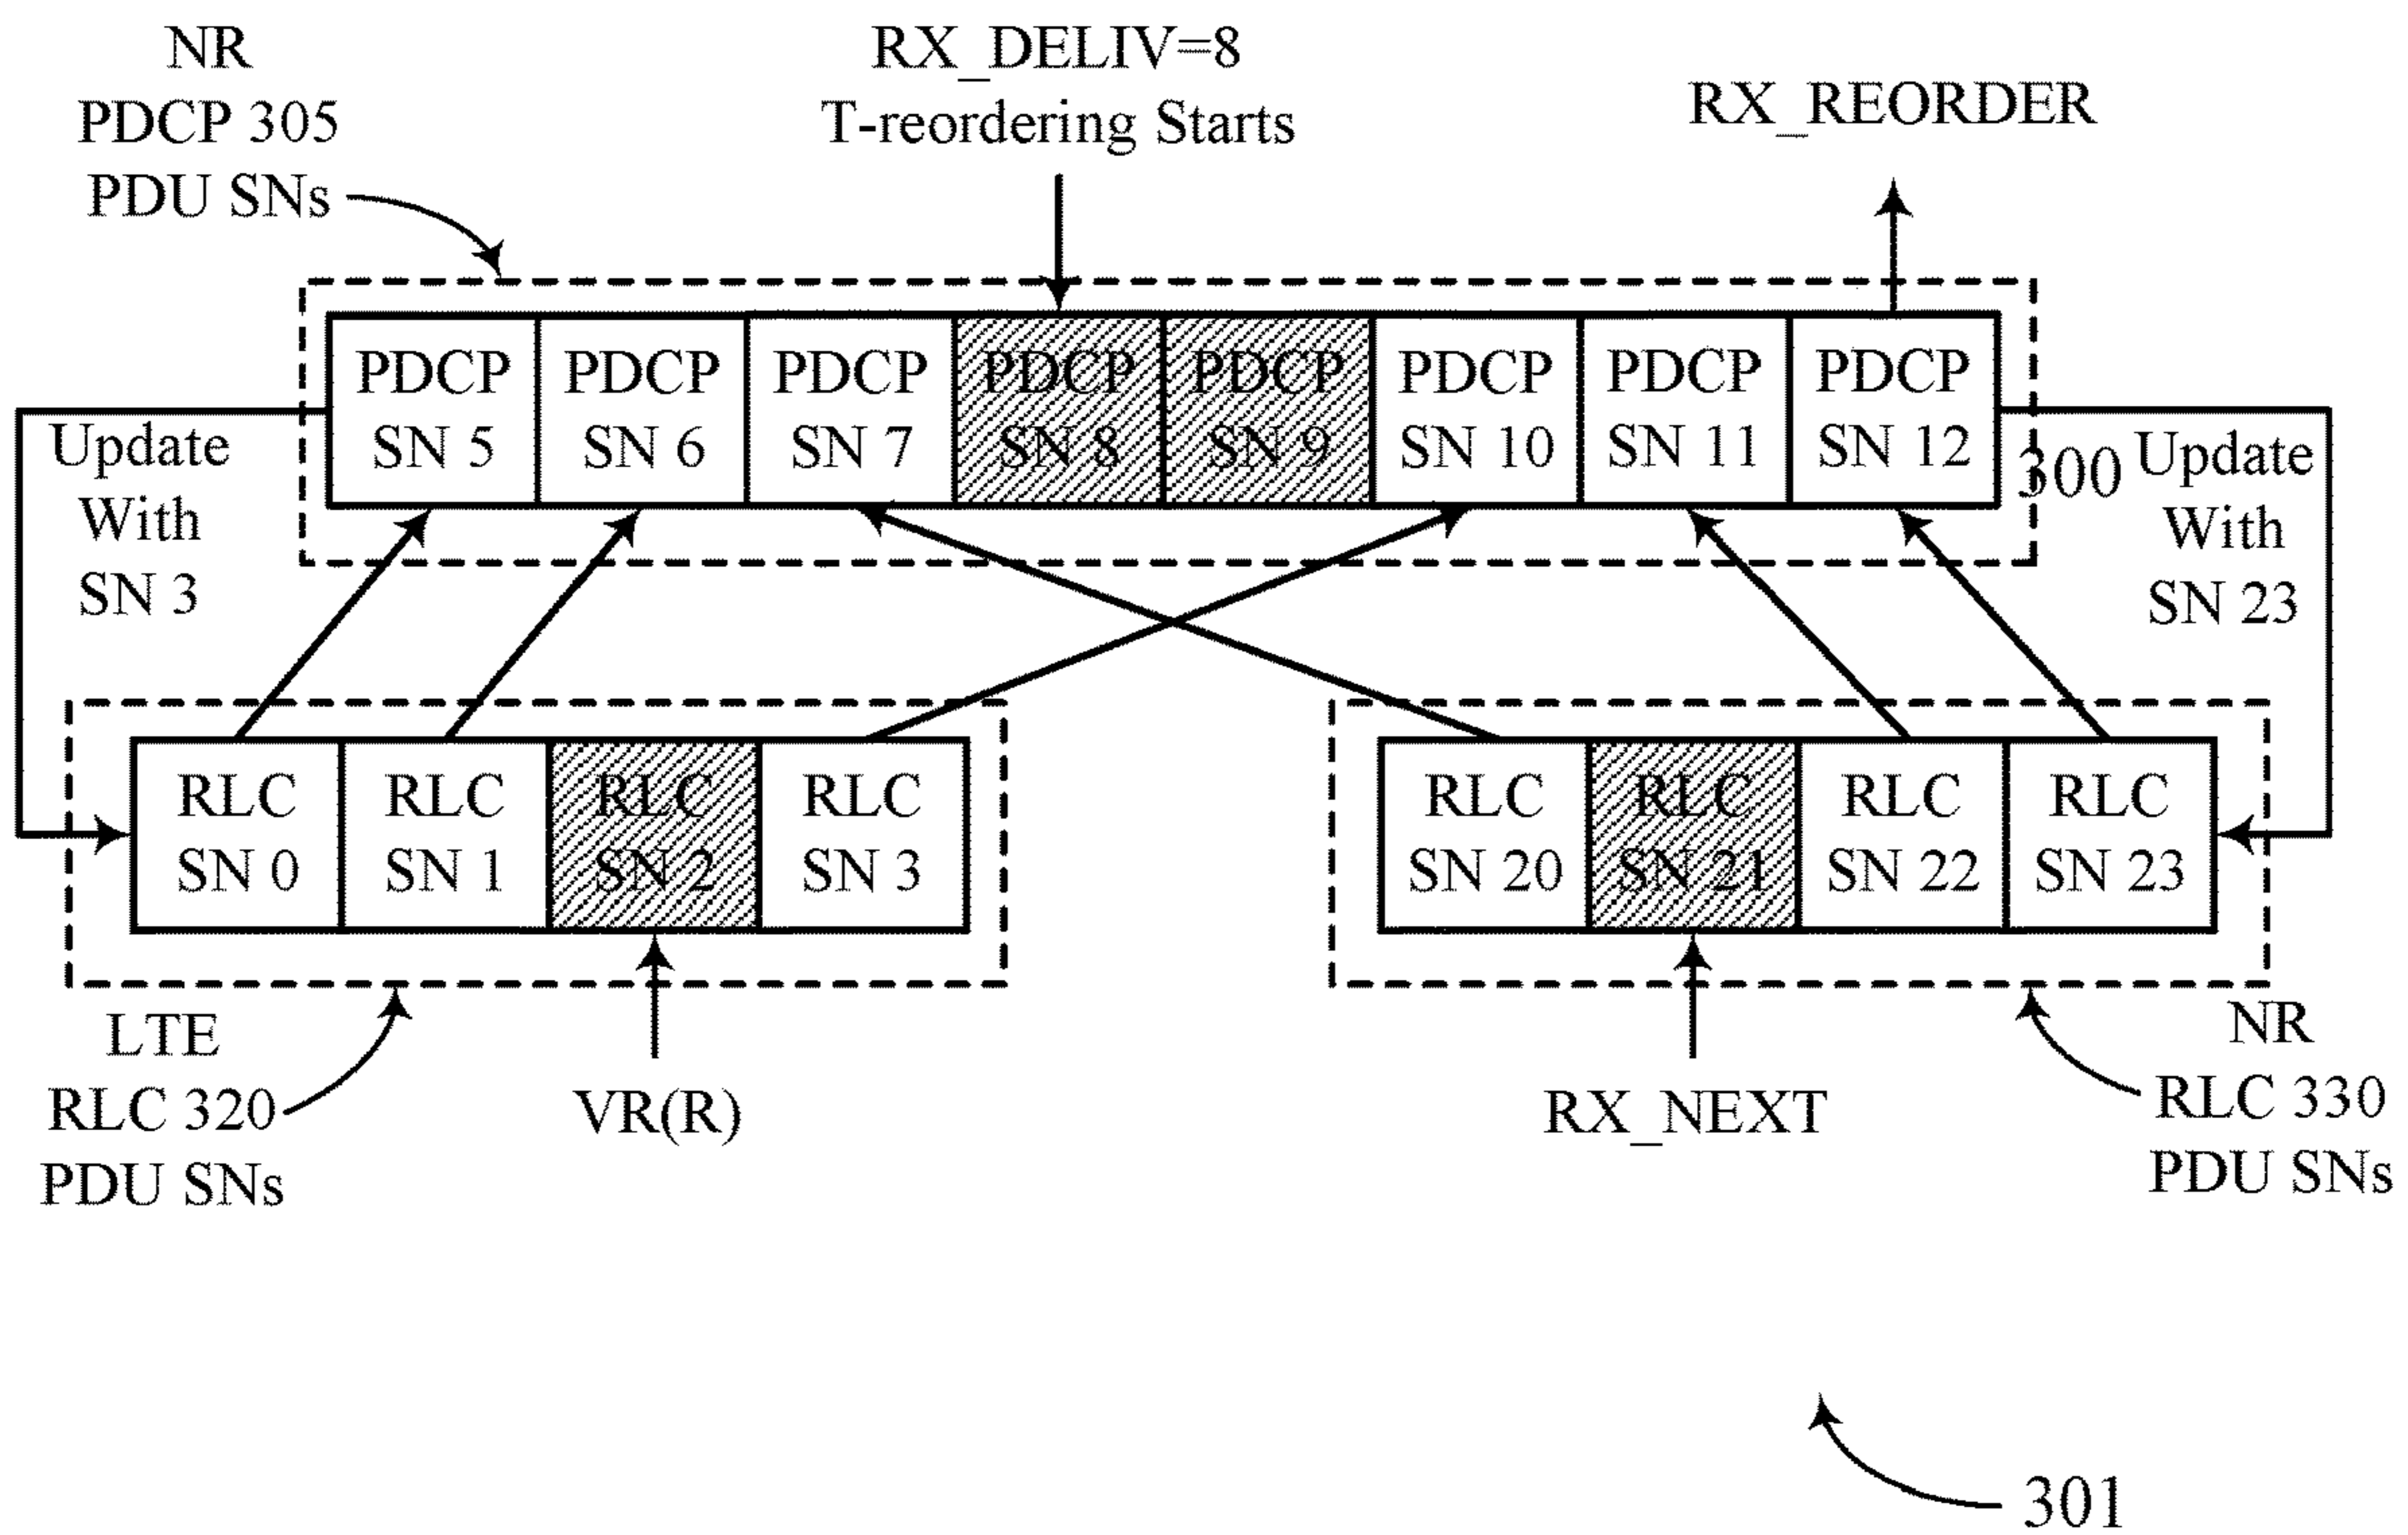 NR
PDCP 305
PDU SNs
RX_DELIV=8
T-reordering Starts
RX_REORDER
PDCP
SN 5
PDCP
SN 6
PDCP
SN 7
PDCP
SN 8
PDCP
SN 9
PDCP
SN 10
PDCP
SN 11
PDCP
SN 12
300
Update
With
SN 3
Update
With
SN 23
RLC
SN 0
RLC
SN 1
RLC
SN 2
RLC
SN 3
RLC
SN 20
RLC
SN 21
RLC
SN 22
RLC
SN 23
LTE
RLC 320
PDU SNs
VR(R)
RX_NEXT
NR
RLC 330
PDU SNs
301